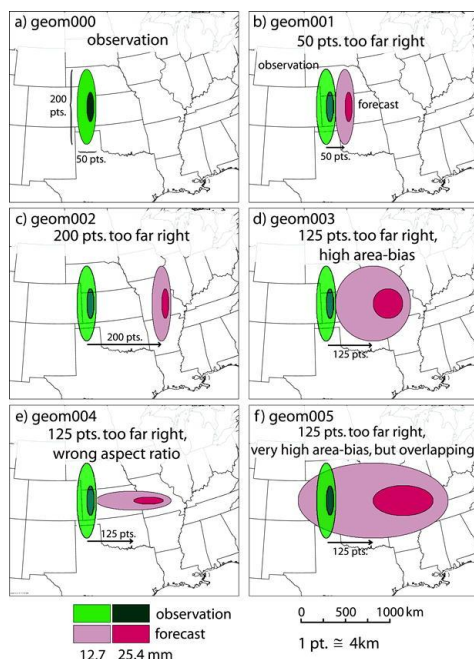 a) geom000
observation
200
pts.
50 pts.
b) geom001
50 pts. too far right
observation
forecast
50 pts.
c) geom002
200 pts. too far right
200 pts.
d) geom003
125 pts. too far right,
high area-bias
125 pts.
e) geom004
125 pts. too far right,
wrong aspect ratio
125 pts.
f) geom005
125 pts. too far right,
very high area-bias, but overlapping
125 pts.
observation
forecast
12.7 25.4 mm
0 500 1000 km
1 pt. ≅ 4km